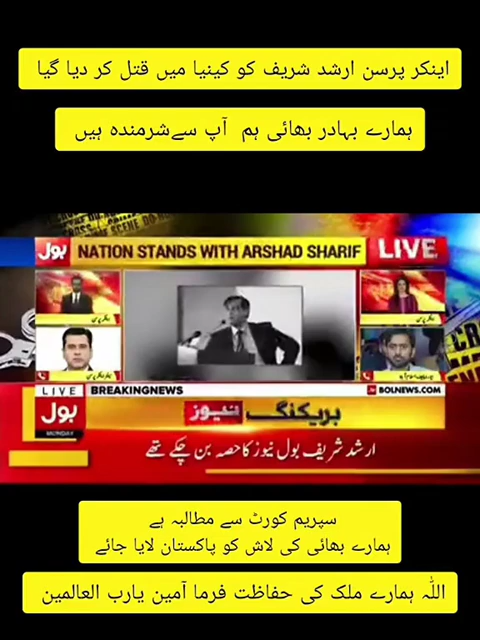 اینکر پرسن ارشد شریف کو کینیا میں قتل کر دیا گیا
ہمارے بہادر بھائی ہم آپ سے شرمندہ ہیں
بول NATION STANDS WITH ARSHAD SHARIF LIVE
LIVE BREAKINGNEWS BOLNEWS.COM
بول بریکنگ نیوز
MONDAY
ارشد شریف بول نیوز کا حصہ بن چکے تھے
سپریم کورٹ سے مطالبہ ہے
ہمارے بھائی کی لاش کو پاکستان لایا جائے
اللہ ہمارے ملک کی حفاظت فرما آمین یارب العالمین